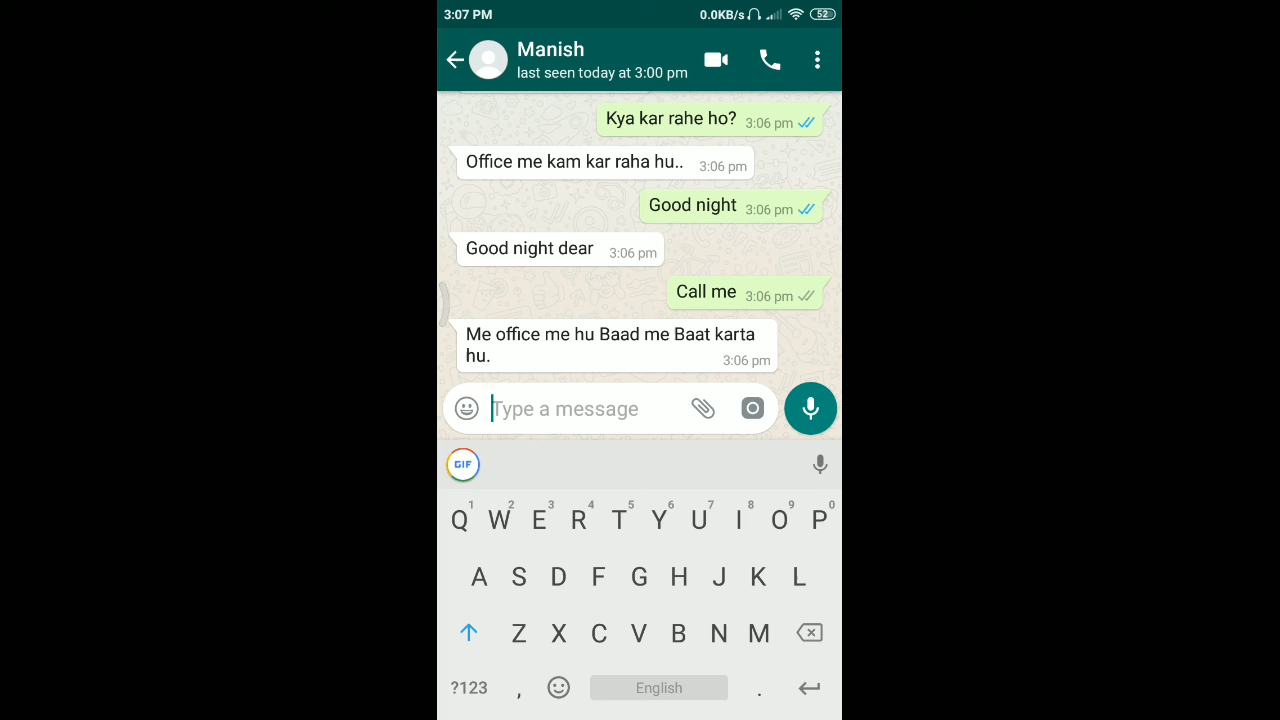 3:07 PM 0.0KB/s 52
Manish
last seen today at 3:00 pm
Kya kar rahe ho? 3:06 pm
Office me kam kar raha hu.. 3:06 pm
Good night 3:06 pm
Good night dear 3:06 pm
Call me 3:06 pm
Me office me hu Baad me Baat karta
hu. 3:06 pm
Type a message
GIF
1 2 3 4 5 6 7 8 9 0
Q W E R T Y U I O P
A S D F G H J K L
Z X C V B N M
?123 , English .